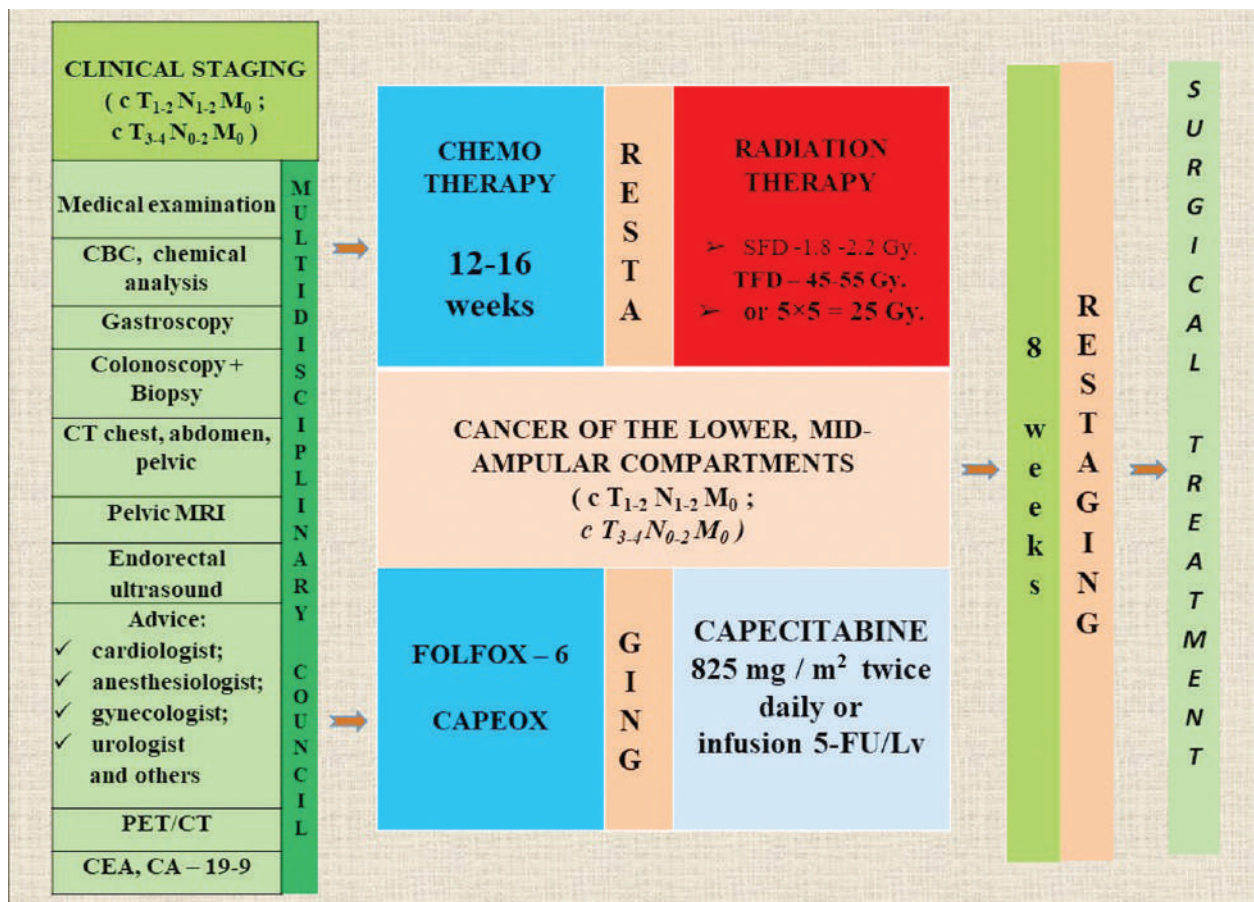 CLINICAL STAGING
( c T₁₋₂ N₁₋₂ M₀ ;
c T₃₋₄ N₀₋₂ M₀ )
Medical examination
CBC, chemical
analysis
Gastroscopy
Colonoscopy +
Biopsy
CT chest, abdomen,
pelvic
Pelvic MRI
Endorectal
ultrasound
Advice:
✓ cardiologist;
✓ anesthesiologist;
✓ gynecologist;
✓ urologist
and others
PET/CT
CEA, CA – 19-9
MULTIDISCIPLINARY COUNCIL
CHEMO
THERAPY
12-16
weeks
RESTA
RADIATION
THERAPY
➢ SFD -1.8 -2.2 Gy.
TFD – 45-55 Gy.
➢ or 5×5 = 25 Gy.
CANCER OF THE LOWER, MID-
AMPULAR COMPARTMENTS
( c T₁₋₂ N₁₋₂ M₀ ;
c T₃₋₄ N₀₋₂ M₀ )
FOLFOX – 6
CAPEOX
GING
CAPECITABINE
825 mg / m² twice
daily or
infusion 5-FU/Lv
8 weeks
RESTAGING
SURGICAL TREATMENT